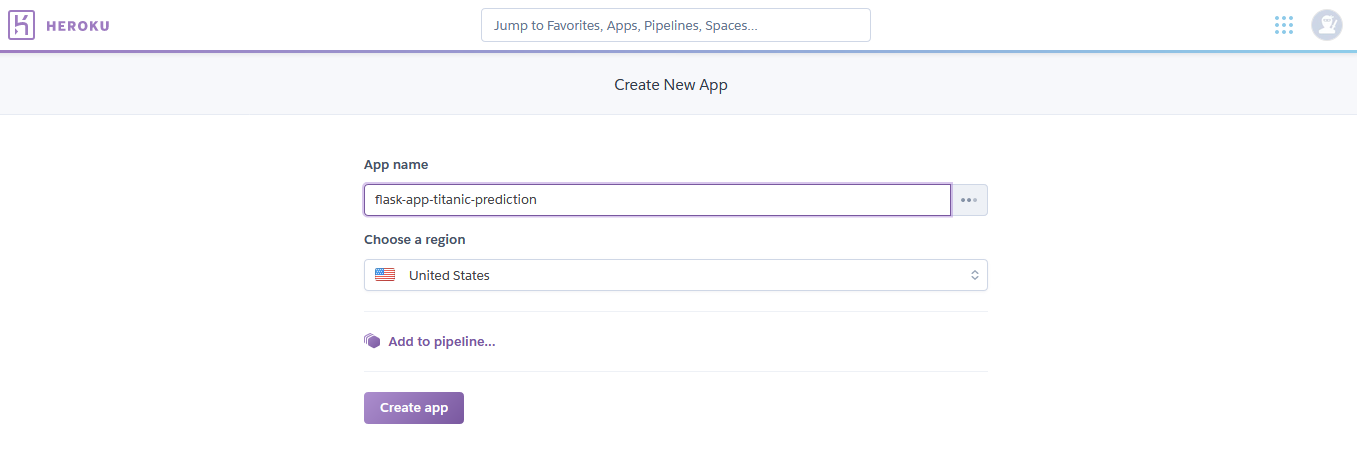 HEROKU
Jump to Favorites, Apps, Pipelines, Spaces...
Create New App
App name
flask-app-titanic-prediction
Choose a region
United States
Add to pipeline...
Create app